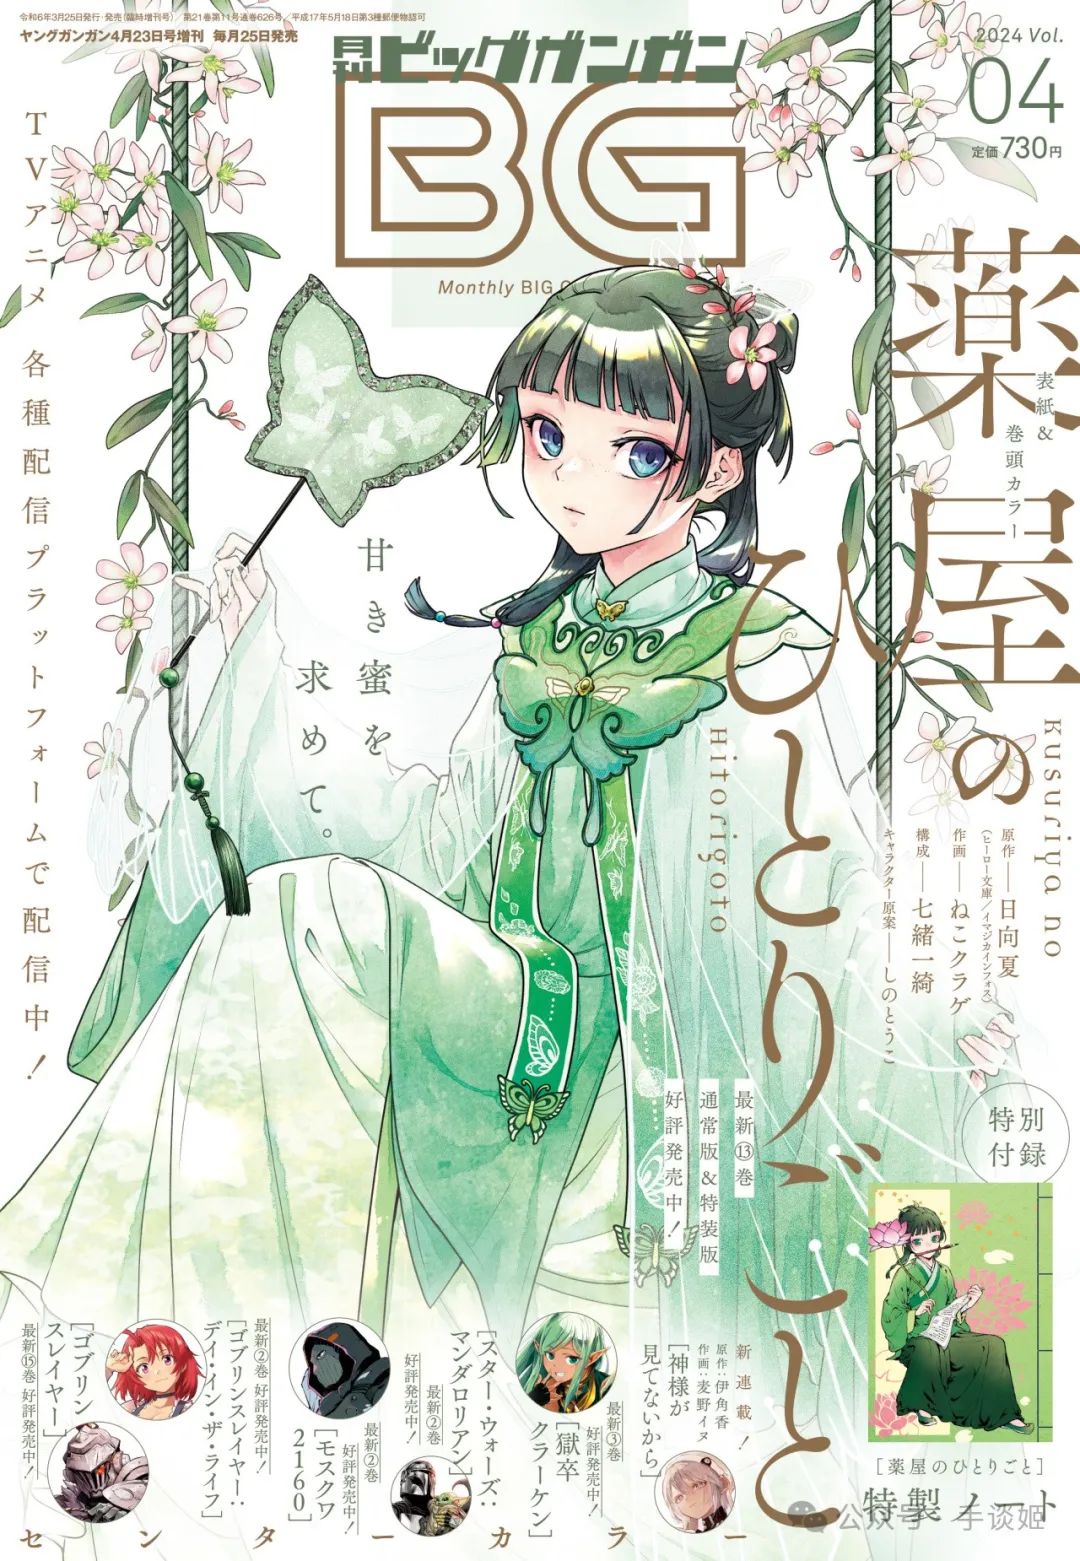 令和6年3月25日発行・発売(臨時増刊号)／第21巻第11号通巻626号／平成17年5月18日第3種郵便物認可
ヤングガンガン4月23日号増刊 毎月25日発売
月刊ビッグガンガン
BG
Monthly BIG G
2024 Vol.
04
定価730円
TVアニメ 各種配信プラットフォームで配信中！
薬屋のひとりごと
表紙&
巻頭カラー
Kusuriya no
Hitorigoto
甘き蜜を
求めて。
原作――日向夏
(ヒーロー文庫／イマジカインフォス)
作画――ねこクラゲ
構成――七緒一綺
キャラクター原案――しのとうこ
最新⑬巻
通常版&特装版
好評発売中！
特別
付録
[薬屋のひとりごと]
特製ノート
新連載！
原作:伊角香
作画:麦野イヌ
[神様が
見てないから]
最新③巻
好評発売中！
[獄卒
クラーケン]
[スター・ウォーズ:
マンダロリアン]
最新②巻
好評発売中！
最新②巻
好評発売中！
[モスクワ
2160]
最新②巻 好評発売中！
[ゴブリンスレイヤー:
デイ・イン・ザ・ライフ]
[ゴブリン
スレイヤー]
最新⑮巻 好評発売中！
センターカラー
公众号·手谈姬